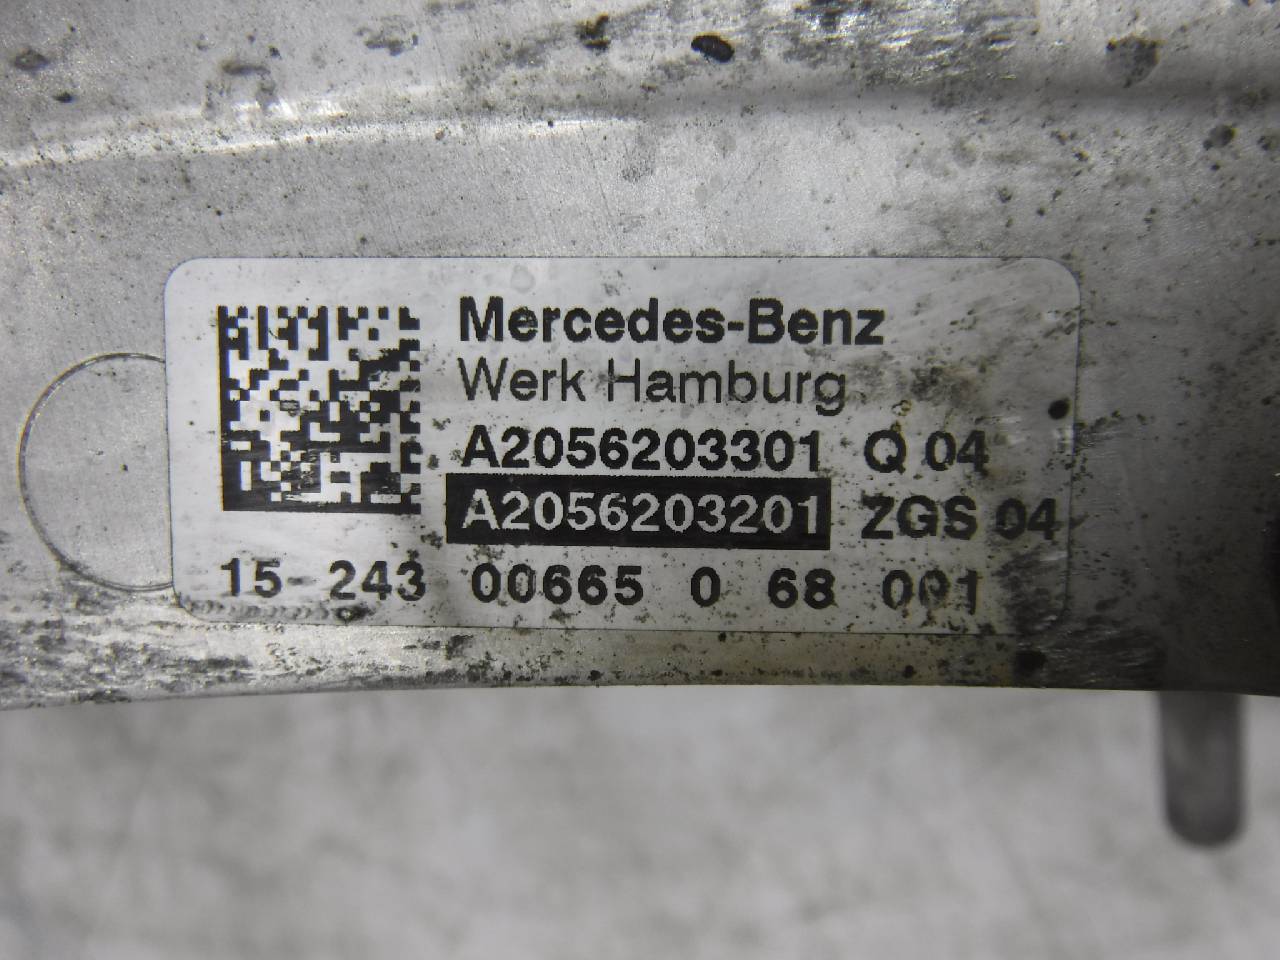 Mercedes-Benz
Werk Hamburg
A2056203301 Q 04
A2056203201 ZGS 04
15 243 00665 0 68 001